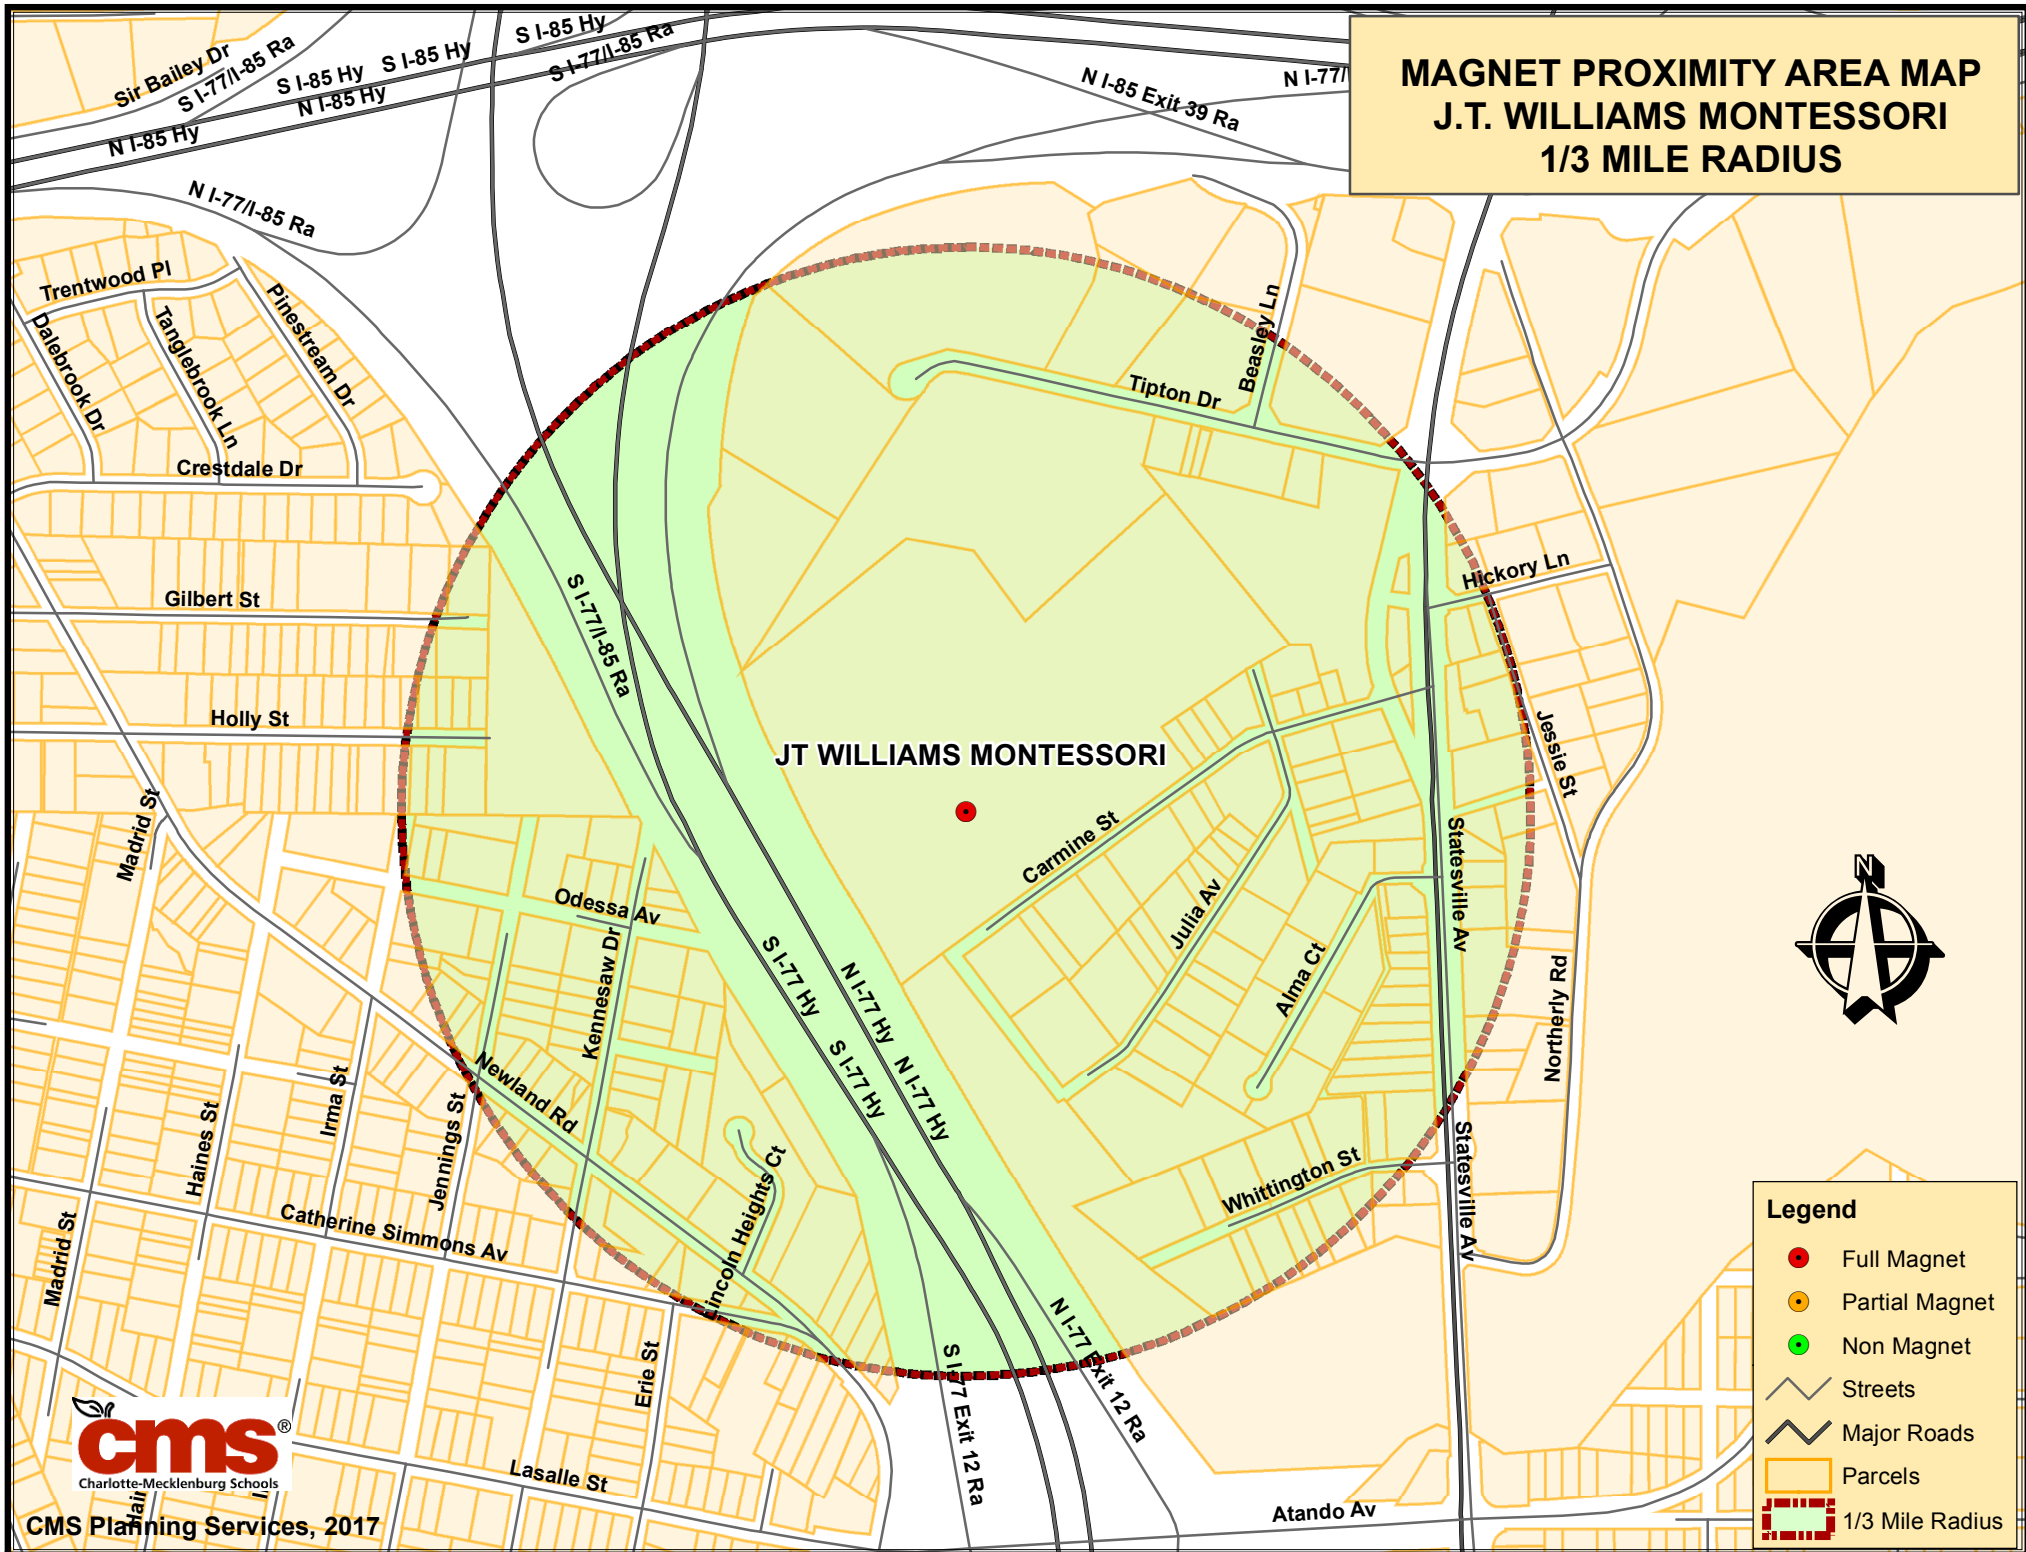 MAGNET PROXIMITY AREA MAP
J.T. WILLIAMS MONTESSORI
1/3 MILE RADIUS
S I-85 Hy
S I-85 Hy
S I-85 Hy
S I-77/I-85 Ra
Sir Bailey Dr
S I-77/I-85 Ra
N I-85 Hy
N I-85 Hy
N I-85 Exit 39 Ra
N I-77/
N I-77/I-85 Ra
Trentwood Pl
Pinestream Dr
Dalebrook Dr
Tanglebrook Ln
Crestdale Dr
Beasley Ln
Tipton Dr
Hickory Ln
Gilbert St
S I-77/I-85 Ra
Holly St
JT WILLIAMS MONTESSORI
Jessie St
Madrid St
Carmine St
Statesville Av
Odessa Av
Julia Av
Kennesaw Dr
Alma Ct
S I-77 Hy
N I-77 Hy
Northerly Rd
N
S I-77 Hy
N I-77 Hy
Newland Rd
Irma St
Haines St
Jennings St
Lincoln Heights Ct
Whittington St
Statesville Av
Madrid St
Catherine Simmons Av
Erie St
S I-77 Exit 12 Ra
N I-77 Exit 12 Ra
Lasalle St
Atando Av
Hai
cms®
Charlotte-Mecklenburg Schools
CMS Planning Services, 2017
Legend
Full Magnet
Partial Magnet
Non Magnet
Streets
Major Roads
Parcels
1/3 Mile Radius